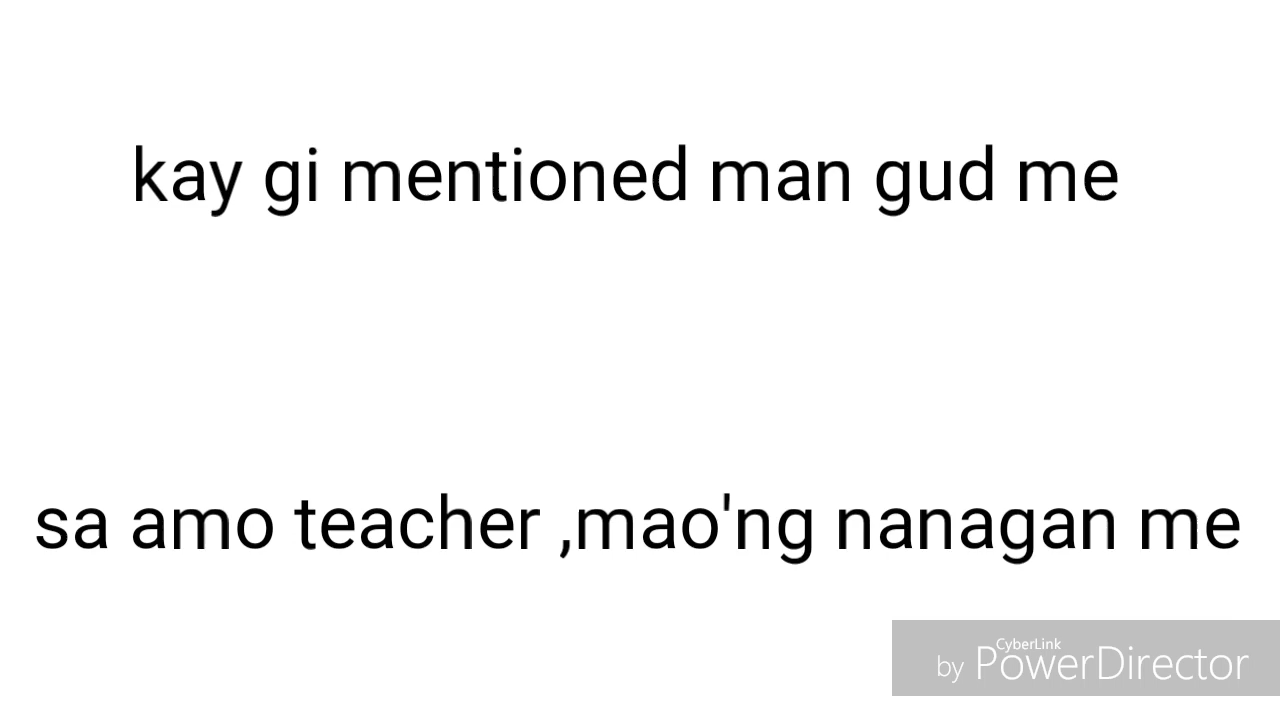 kay gi mentioned man gud me
sa amo teacher ,mao'ng nanagan me
CyberLink
by PowerDirector